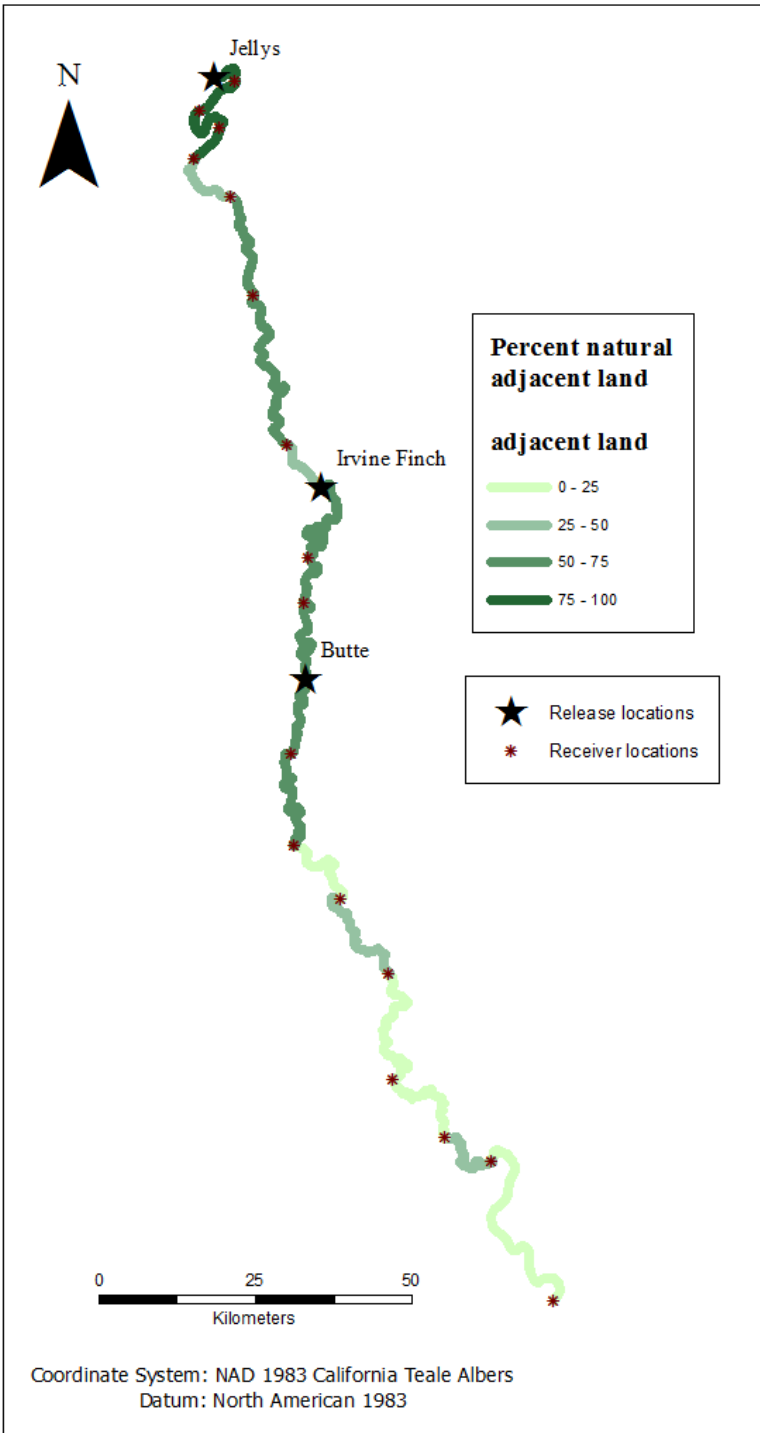 Jellys
N
Percent natural
adjacent land
adjacent land
Irvine Finch
0 - 25
25 - 50
50 - 75
75 - 100
Butte
Release locations
Receiver locations
0 25 50
Kilometers
Coordinate System: NAD 1983 California Teale Albers
Datum: North American 1983